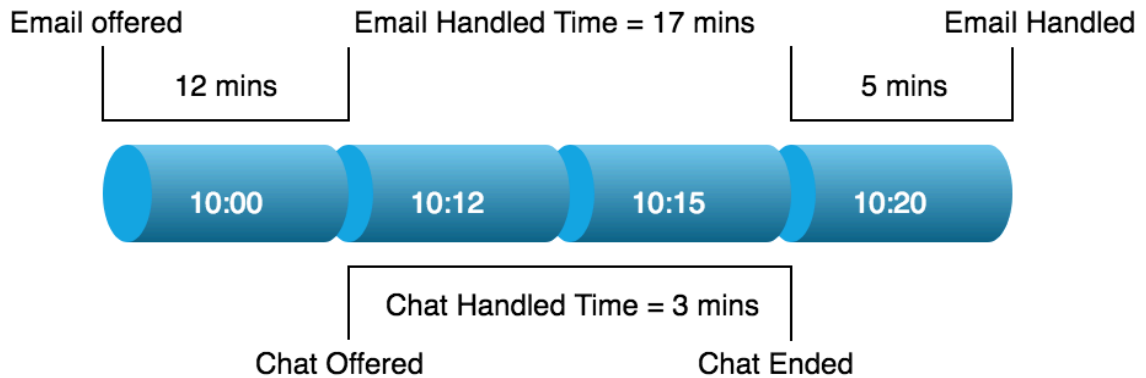 Email offered
Email Handled Time = 17 mins
Email Handled
12 mins
5 mins
10:00
10:12
10:15
10:20
Chat Handled Time = 3 mins
Chat Offered
Chat Ended